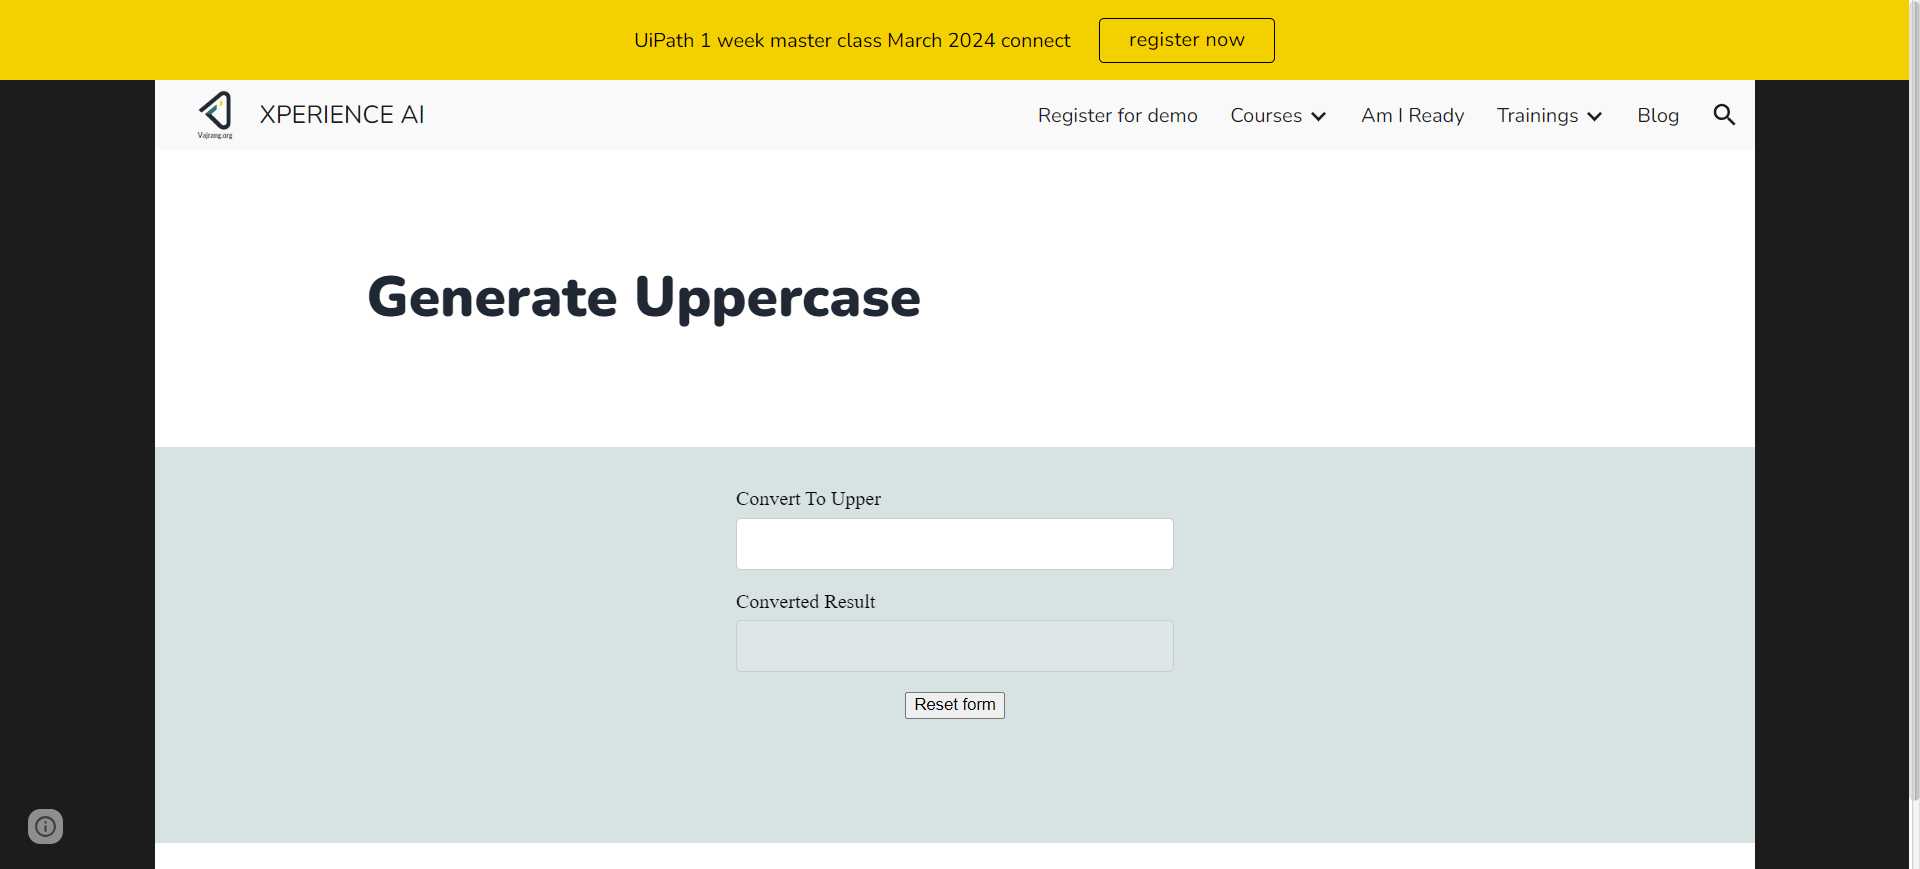 UiPath 1 week master class March 2024 connect register now
Vajrang.org
XPERIENCE AI Register for demo Courses Am I Ready Trainings Blog
Generate Uppercase
Convert To Upper
Converted Result
Reset form